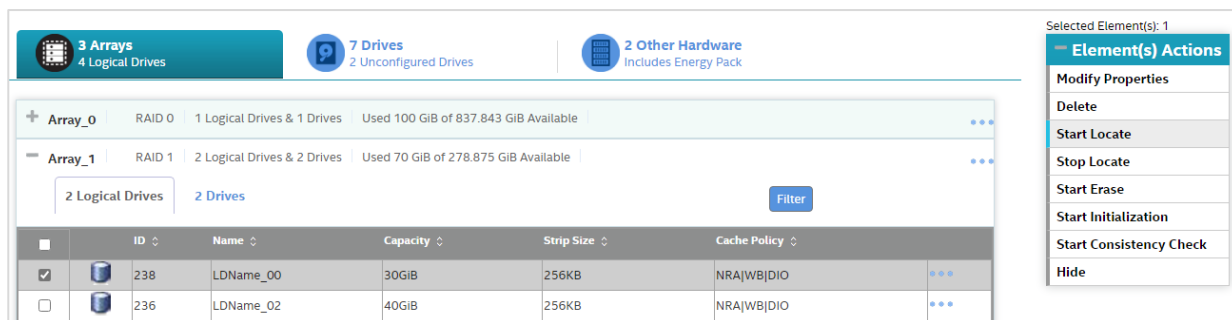 Selected Element(s): 1
3 Arrays
4 Logical Drives
7 Drives
2 Unconfigured Drives
2 Other Hardware
Includes Energy Pack
Element(s) Actions
Modify Properties
Delete
Start Locate
Stop Locate
Start Erase
Start Initialization
Start Consistency Check
Hide
Array_0 RAID 0 1 Logical Drives & 1 Drives Used 100 GiB of 837.843 GiB Available
Array_1 RAID 1 2 Logical Drives & 2 Drives Used 70 GiB of 278.875 GiB Available
2 Logical Drives 2 Drives Filter
ID Name Capacity Strip Size Cache Policy
238 LDName_00 30GiB 256KB NRA|WB|DIO
236 LDName_02 40GiB 256KB NRA|WB|DIO